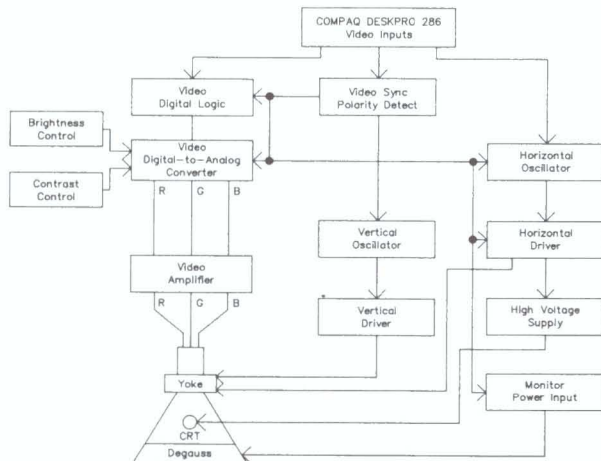 COMPAQ DESKPRO 286
Video Inputs
Video
Digital Logic
Video Sync
Polarity Detect
Brightness
Control
Video
Digital-to-Analog
Converter
Horizontal
Oscillator
Contrast
Control
R G B
Vertical
Oscillator
Horizontal
Driver
Video
Amplifier
R G B
Vertical
Driver
High Voltage
Supply
Yoke
Monitor
Power Input
CRT
Degauss